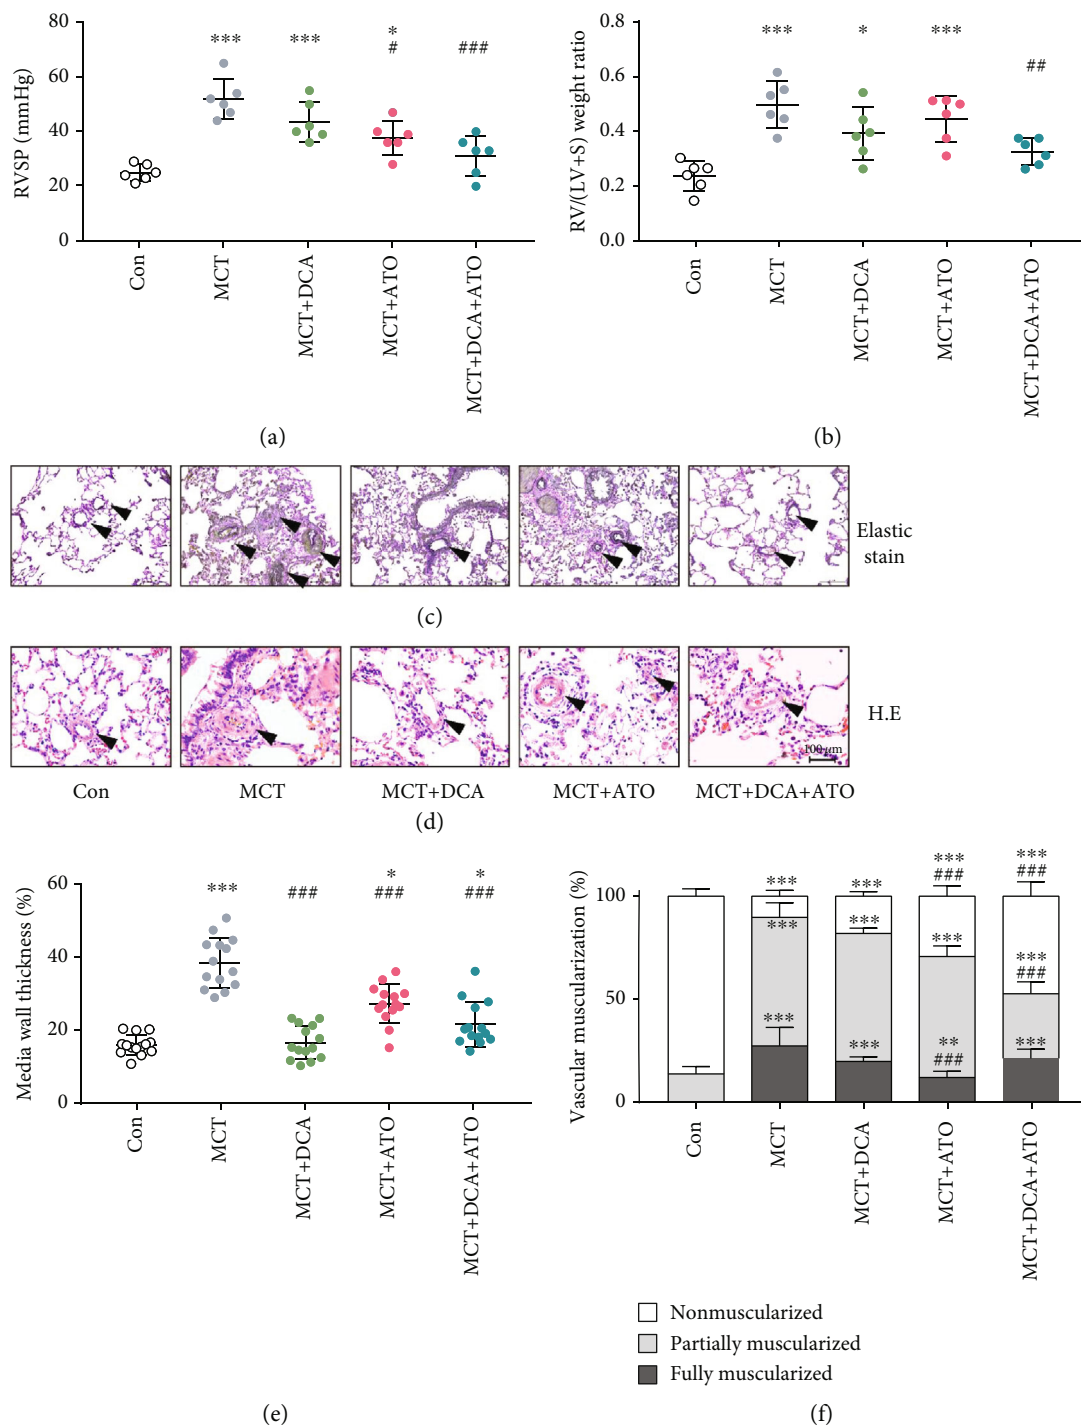 80
60
40
20
0
RVSP (mmHg)
***
***
*
#
###
Con
MCT
MCT+DCA
MCT+ATO
MCT+DCA+ATO
(a)
0.8
0.6
0.4
0.2
0.0
RV/(LV+S) weight ratio
***
*
***
##
Con
MCT
MCT+DCA
MCT+ATO
MCT+DCA+ATO
(b)
Elastic
stain
(c)
H.E
100 μm
Con
MCT
MCT+DCA
MCT+ATO
MCT+DCA+ATO
(d)
60
40
20
0
Media wall thickness (%)
***
###
*
###
*
###
Con
MCT
MCT+DCA
MCT+ATO
MCT+DCA+ATO
(e)
100
50
0
Vascular muscularization (%)
***
***
***
***
***
***
***
###
***
**
###
***
###
***
###
***
Con
MCT
MCT+DCA
MCT+ATO
MCT+DCA+ATO
Nonmuscularized
Partially muscularized
Fully muscularized
(f)